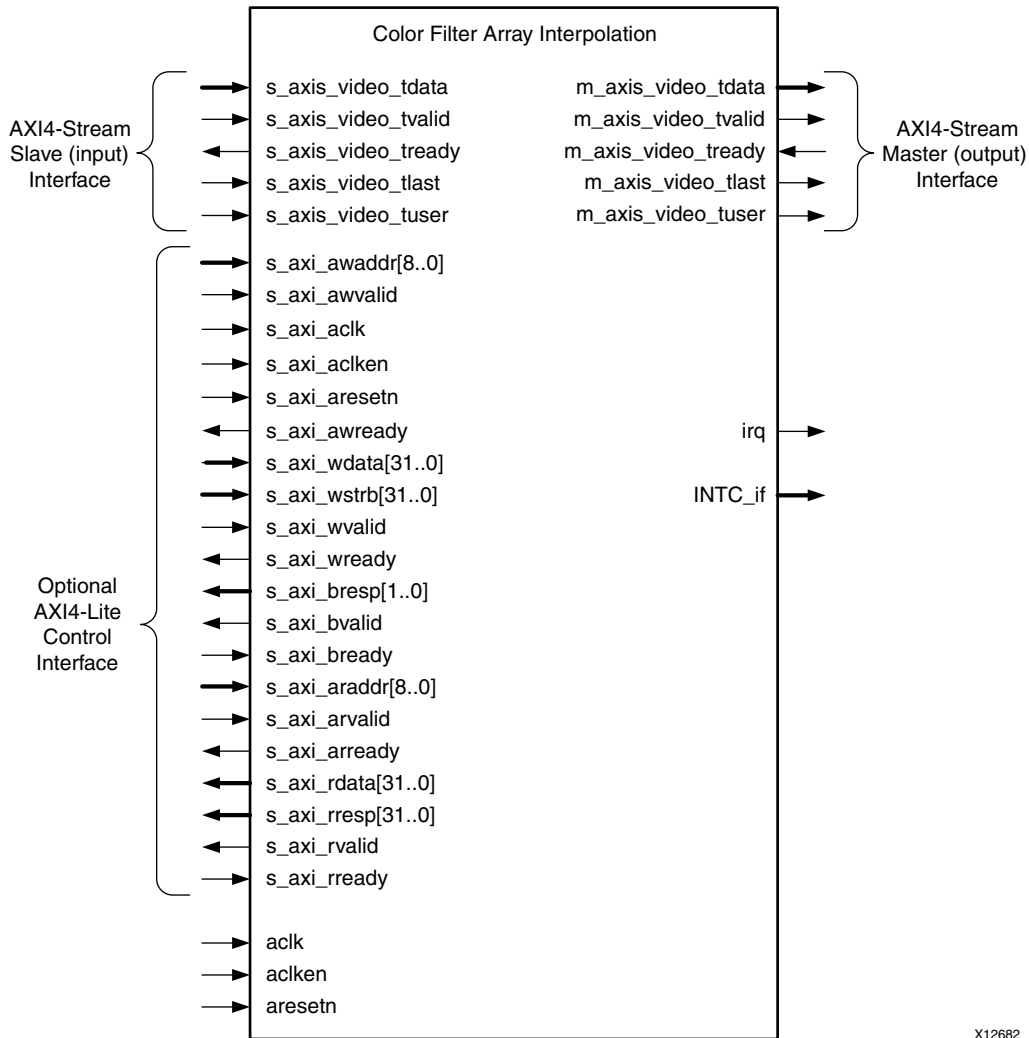 Color Filter Array Interpolation
AXI4-Stream
Slave (input)
Interface
s_axis_video_tdata
s_axis_video_tvalid
s_axis_video_tready
s_axis_video_tlast
s_axis_video_tuser
m_axis_video_tdata
m_axis_video_tvalid
m_axis_video_tready
m_axis_video_tlast
m_axis_video_tuser
AXI4-Stream
Master (output)
Interface
Optional
AXI4-Lite
Control
Interface
s_axi_awaddr[8..0]
s_axi_awvalid
s_axi_aclk
s_axi_aclken
s_axi_aresetn
s_axi_awready
s_axi_wdata[31..0]
s_axi_wstrb[31..0]
s_axi_wvalid
s_axi_wready
s_axi_bresp[1..0]
s_axi_bvalid
s_axi_bready
s_axi_araddr[8..0]
s_axi_arvalid
s_axi_arready
s_axi_rdata[31..0]
s_axi_rresp[31..0]
s_axi_rvalid
s_axi_rready
irq
INTC_if
aclk
aclken
aresetn
X12682